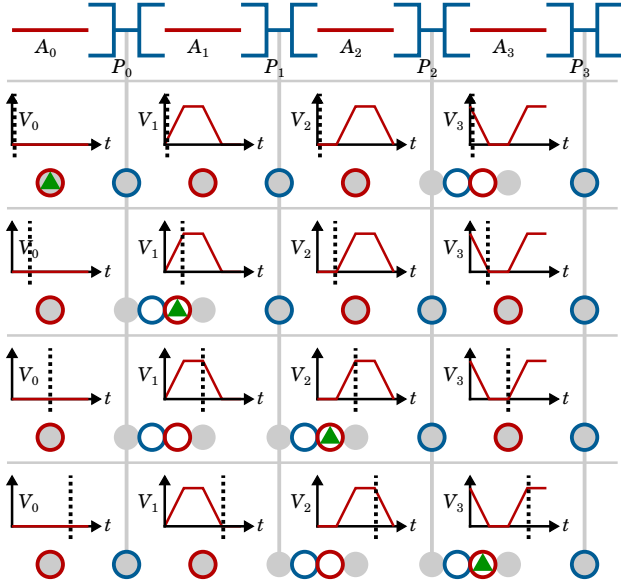 A₀ A₁ A₂ A₃
P₀ P₁ P₂ P₃
V₀ t V₁ t V₂ t V₃ t
V₀ t V₁ t V₂ t V₃ t
V₀ t V₁ t V₂ t V₃ t
V₀ t V₁ t V₂ t V₃ t